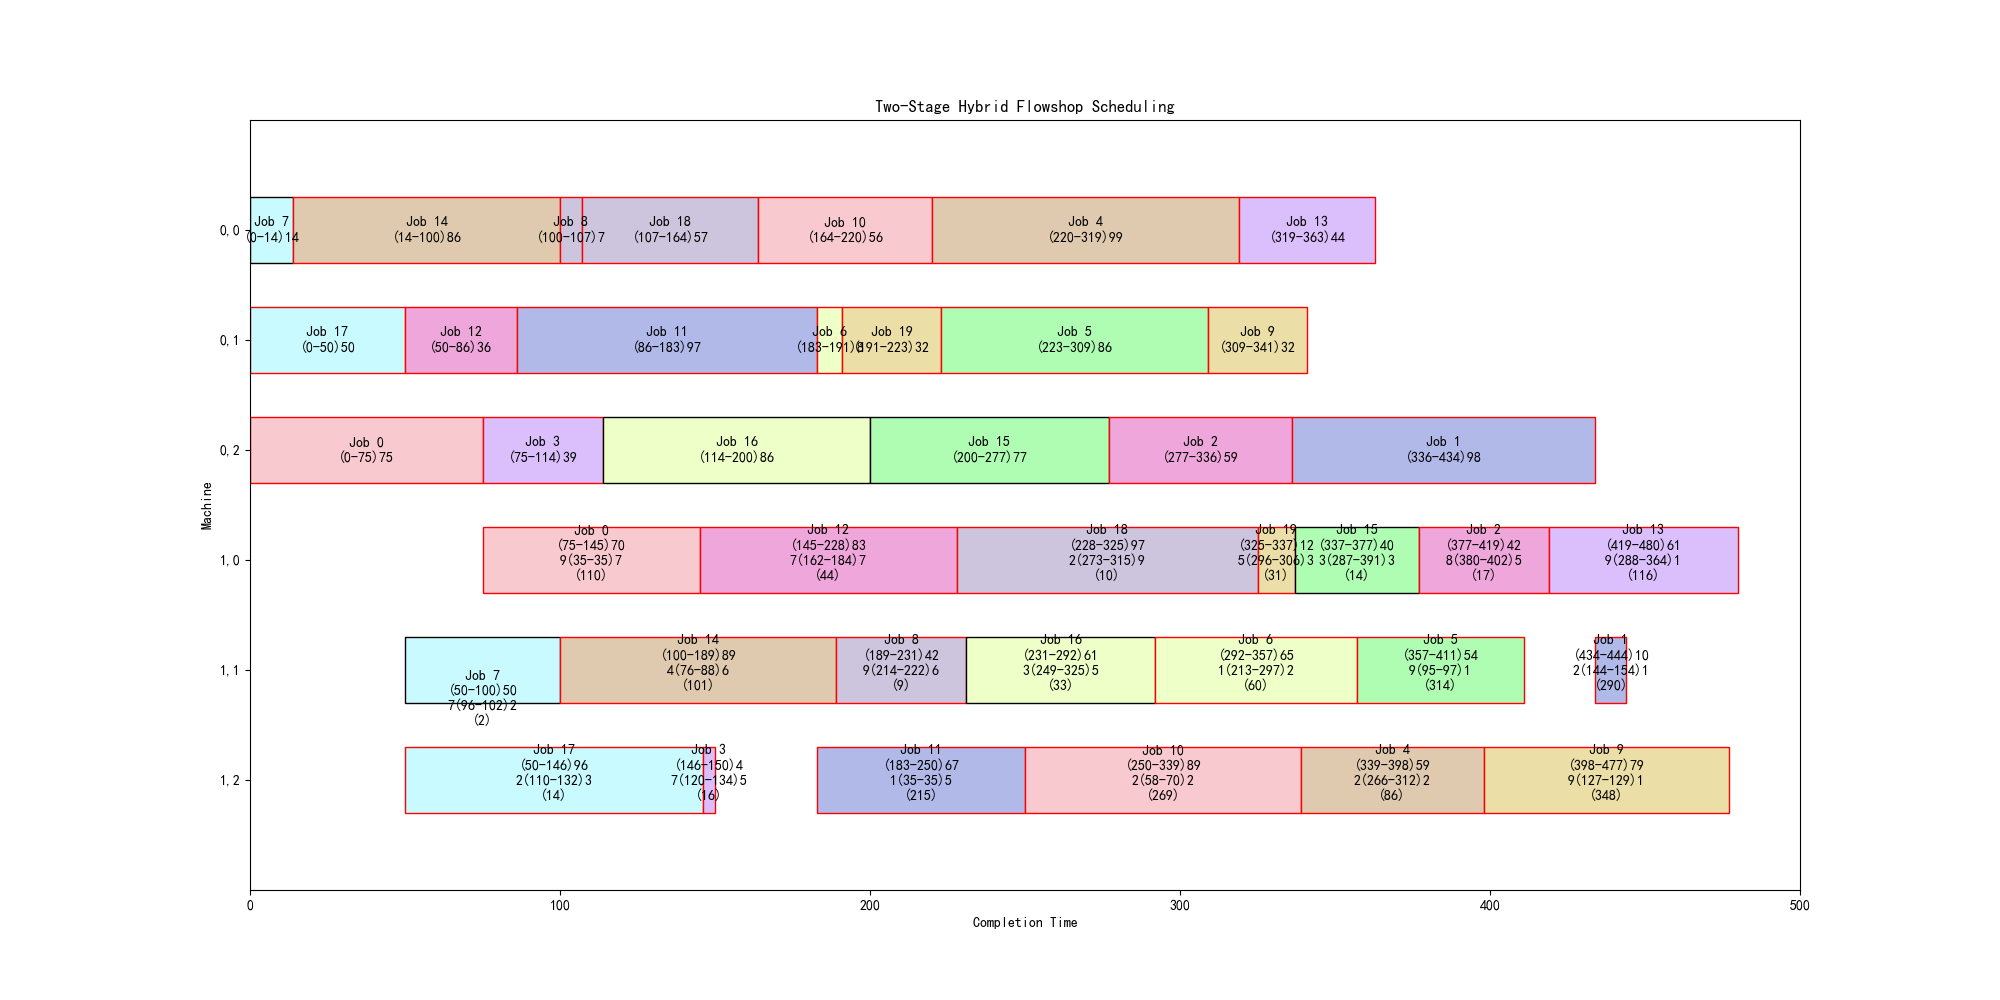 Two-Stage Hybrid Flowshop Scheduling
0,0
Job 7
(0-14)14
Job 14
(14-100)86
Job 8
(100-107)7
Job 18
(107-164)57
Job 10
(164-220)56
Job 4
(220-319)99
Job 13
(319-363)44
0,1
Job 17
(0-50)50
Job 12
(50-86)36
Job 11
(86-183)97
Job 6
(183-191)8
Job 19
(191-223)32
Job 5
(223-309)86
Job 9
(309-341)32
0,2
Job 0
(0-75)75
Job 3
(75-114)39
Job 16
(114-200)86
Job 15
(200-277)77
Job 2
(277-336)59
Job 1
(336-434)98
1,0
Job 0
(75-145)70
9(35-35)7
(110)
Job 12
(145-228)83
7(162-184)7
(44)
Job 18
(228-325)97
2(273-315)9
(10)
Job 19
(325-337)12
5(296-306)3
(31)
Job 15
(337-377)40
3(287-391)3
(14)
Job 2
(377-419)42
8(380-402)5
(17)
Job 13
(419-480)61
9(288-364)1
(116)
1,1
Job 7
(50-100)50
7(96-102)2
(2)
Job 14
(100-189)89
4(76-88)6
(101)
Job 8
(189-231)42
9(214-222)6
(9)
Job 16
(231-292)61
3(249-325)5
(33)
Job 6
(292-357)65
1(213-297)2
(60)
Job 5
(357-411)54
9(95-97)1
(314)
Job 1
(434-444)10
2(144-154)1
(290)
1,2
Job 17
(50-146)96
2(110-132)3
(14)
Job 3
(146-150)4
7(120-134)5
(16)
Job 11
(183-250)67
1(35-35)5
(215)
Job 10
(250-339)89
2(58-70)2
(269)
Job 4
(339-398)59
2(266-312)2
(86)
Job 9
(398-477)79
9(127-129)1
(348)
Machine
0
100
200
300
400
500
Completion Time